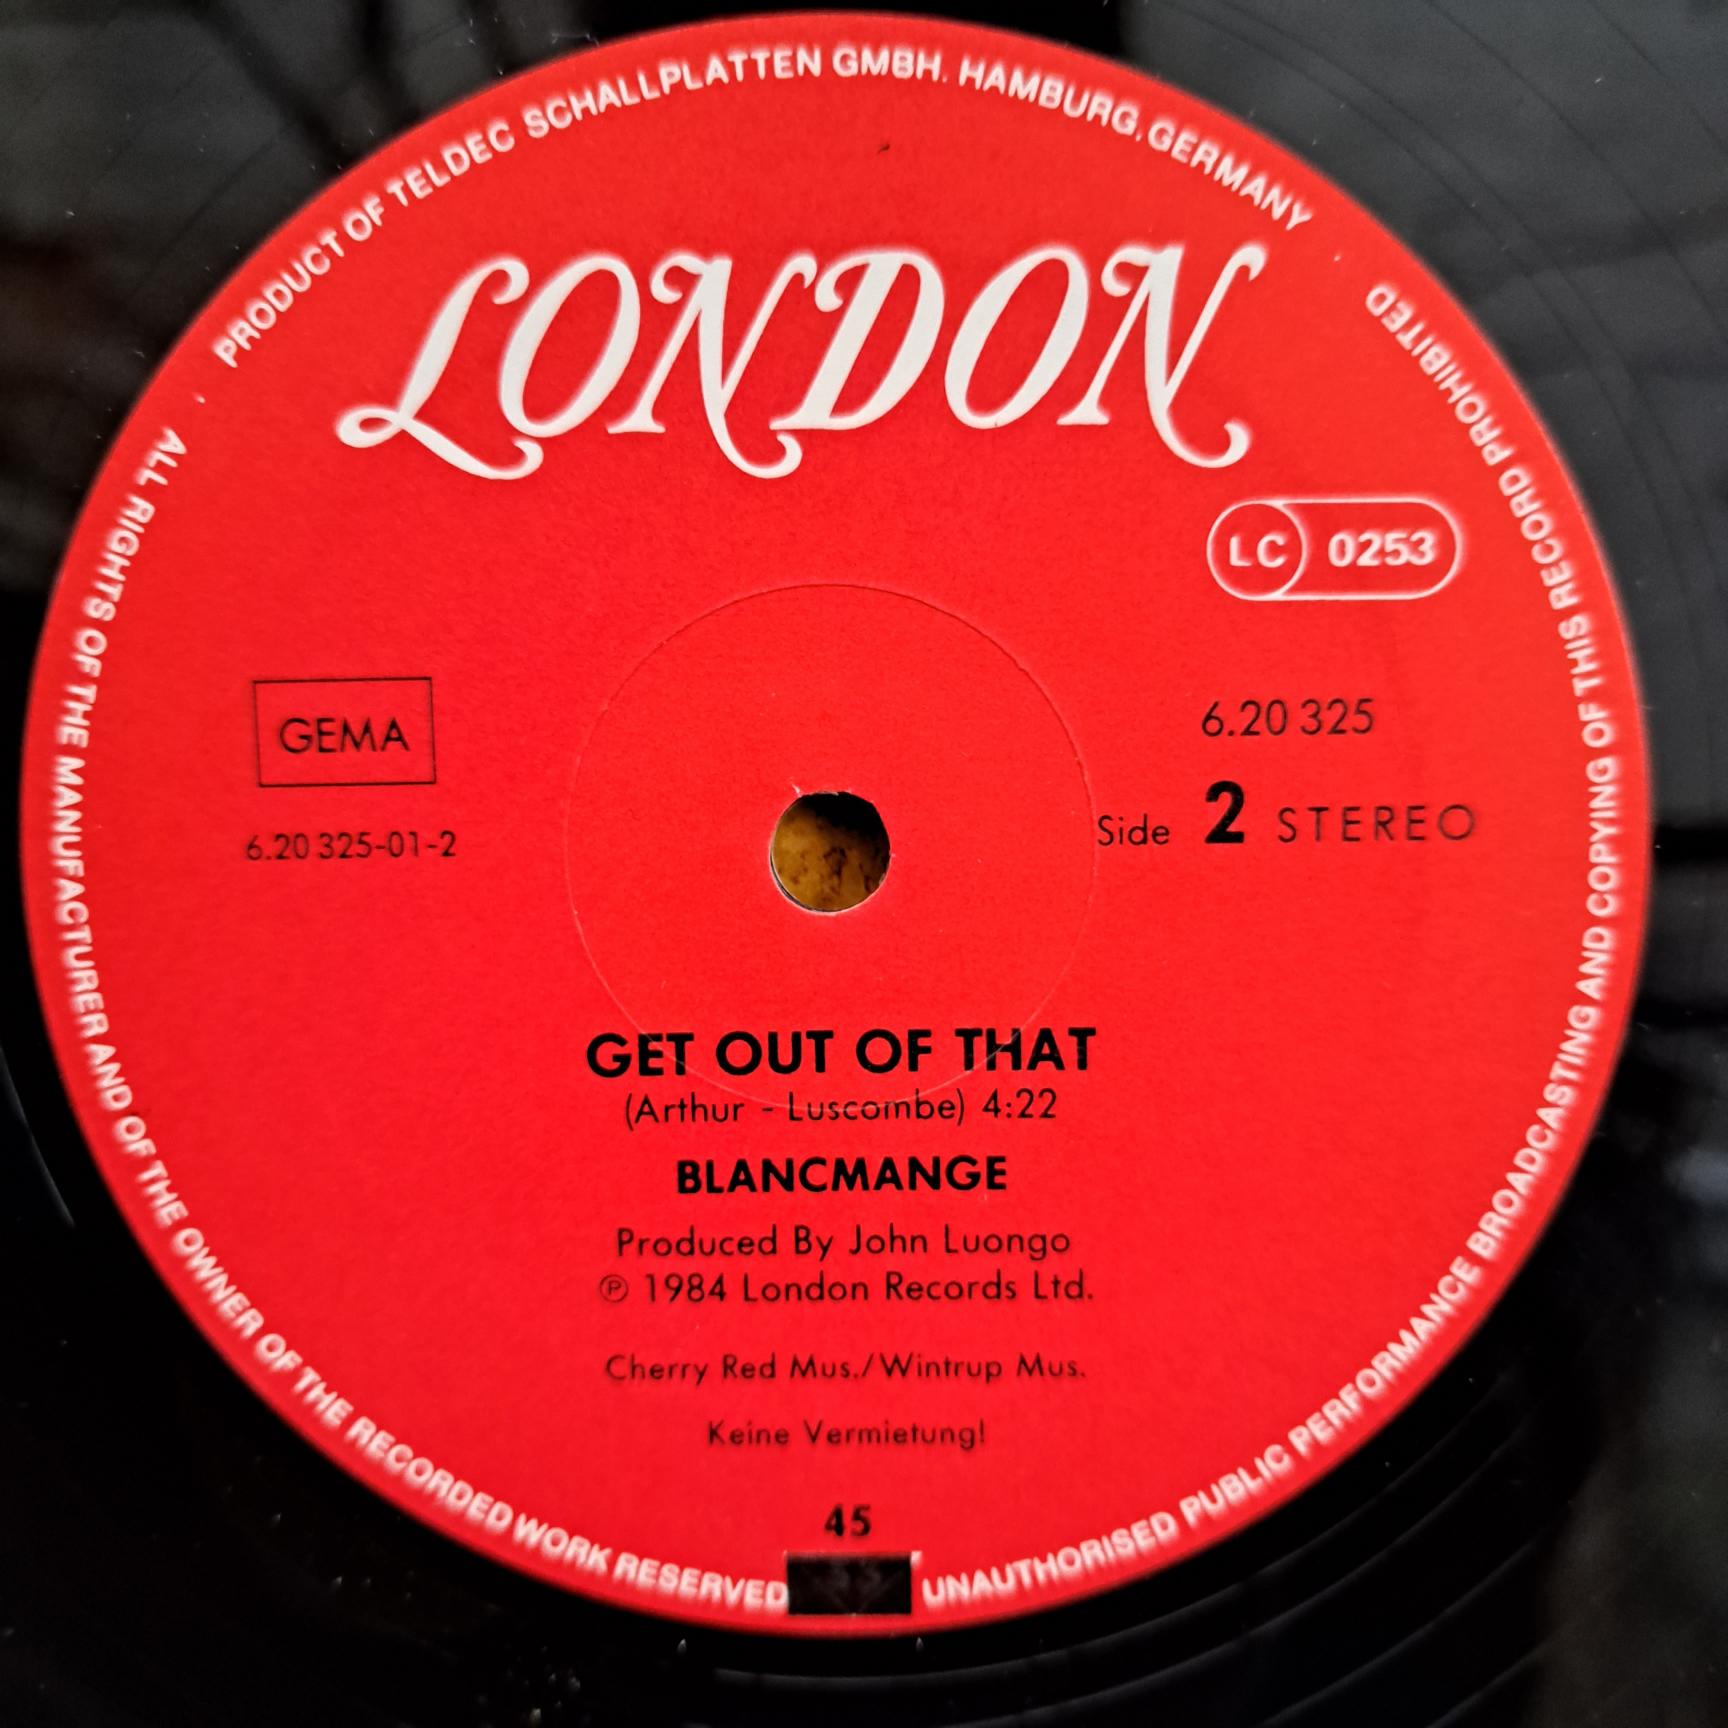 PRODUCT OF TELDEC SCHALLPLATTEN GMBH. HAMBURG, GERMANY
LONDON
LC 0253
GEMA
6.20 325
6.20 325-01-2
Side 2 STEREO
GET OUT OF THAT
(Arthur - Luscombe) 4:22
BLANCMANGE
Produced By John Luongo
℗ 1984 London Records Ltd.
Cherry Red Mus./Wintrup Mus.
Keine Vermietung!
45
ALL RIGHTS OF THE MANUFACTURER AND OF THE OWNER OF THE RECORDED WORK RESERVED
UNAUTHORISED PUBLIC PERFORMANCE BROADCASTING AND COPYING OF THIS RECORD PROHIBITED